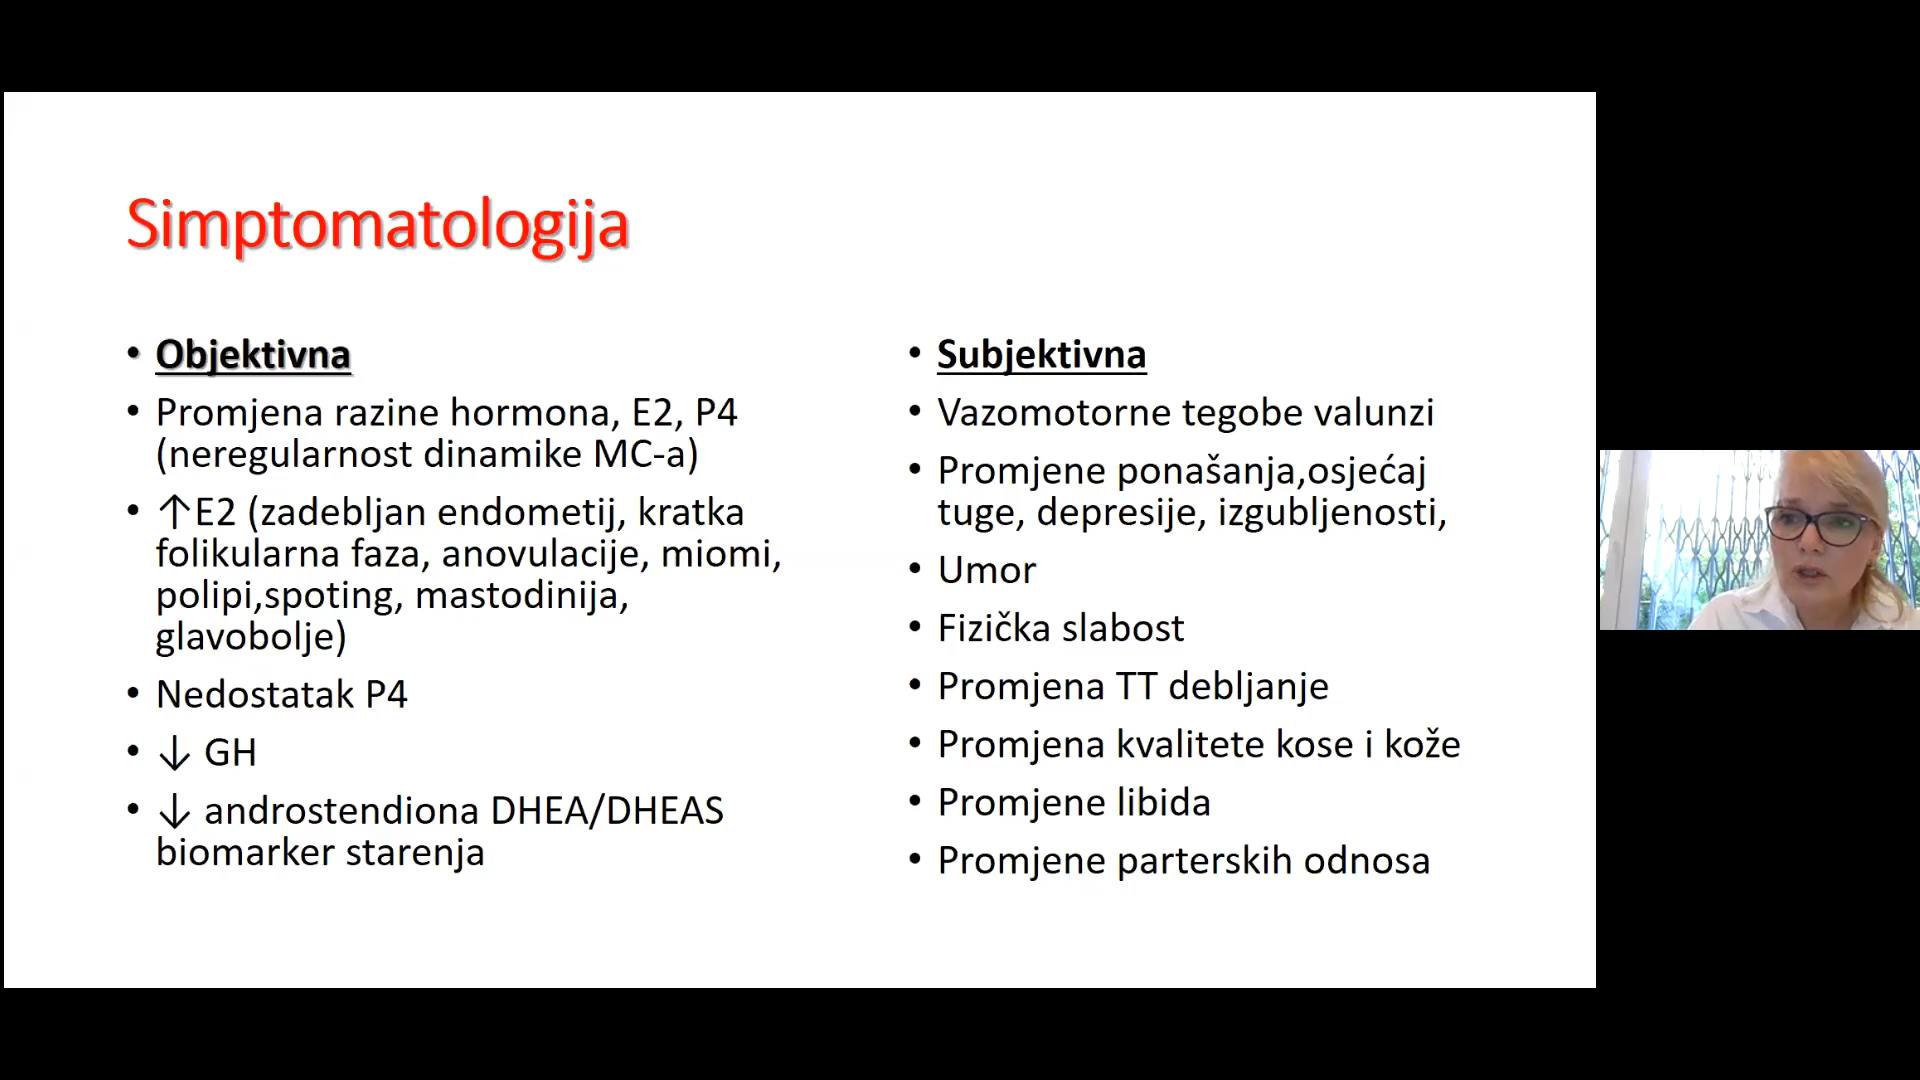 Simptomatologija
• Objektivna
• Promjena razine hormona, E2, P4
(neregularnost dinamike MC-a)
• ↑E2 (zadebljan endometij, kratka
folikularna faza, anovulacije, miomi,
polipi,spoting, mastodinija,
glavobolje)
• Nedostatak P4
• ↓ GH
• ↓ androstendiona DHEA/DHEAS
biomarker starenja
• Subjektivna
• Vazomotorne tegobe valunzi
• Promjene ponašanja,osjećaj
tuge, depresije, izgubljenosti,
• Umor
• Fizička slabost
• Promjena TT debljanje
• Promjena kvalitete kose i kože
• Promjene libida
• Promjene parterskih odnosa